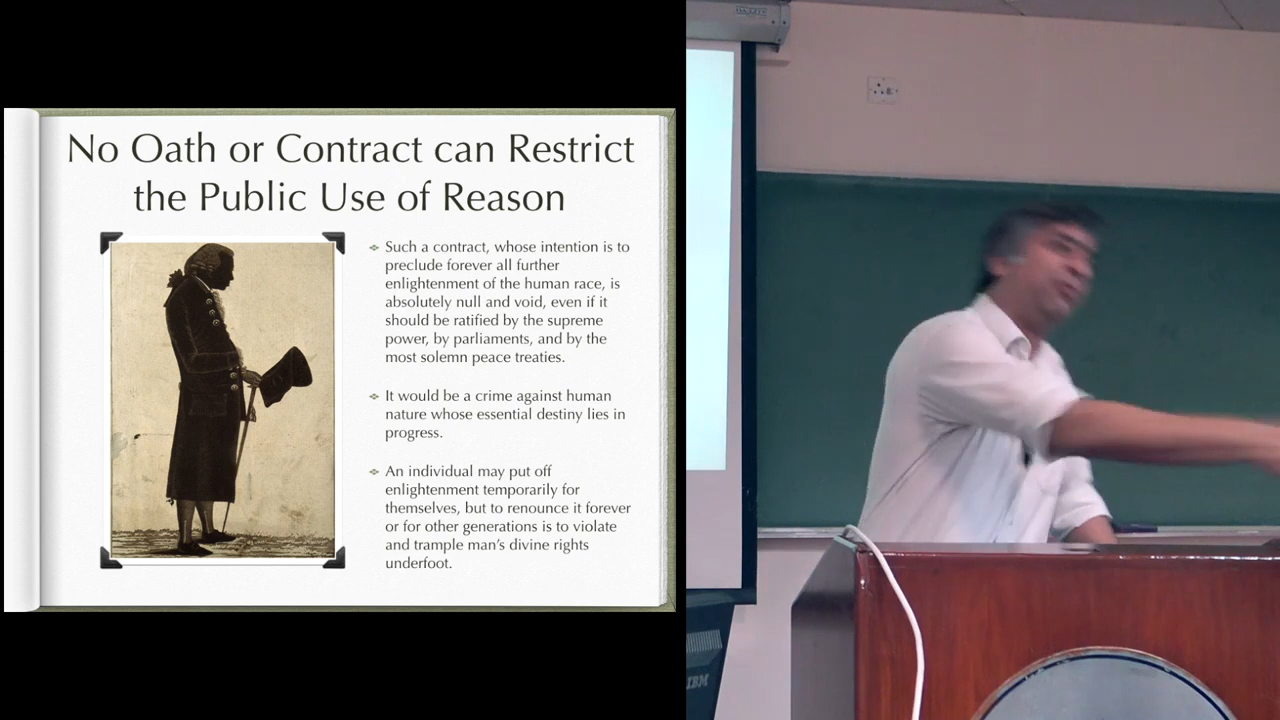 No Oath or Contract can Restrict
the Public Use of Reason
Such a contract, whose intention is to
preclude forever all further
enlightenment of the human race, is
absolutely null and void, even if it
should be ratified by the supreme
power, by parliaments, and by the
most solemn peace treaties.
It would be a crime against human
nature whose essential destiny lies in
progress.
An individual may put off
enlightenment temporarily for
themselves, but to renounce it forever
or for other generations is to violate
and trample man's divine rights
underfoot.
IBM